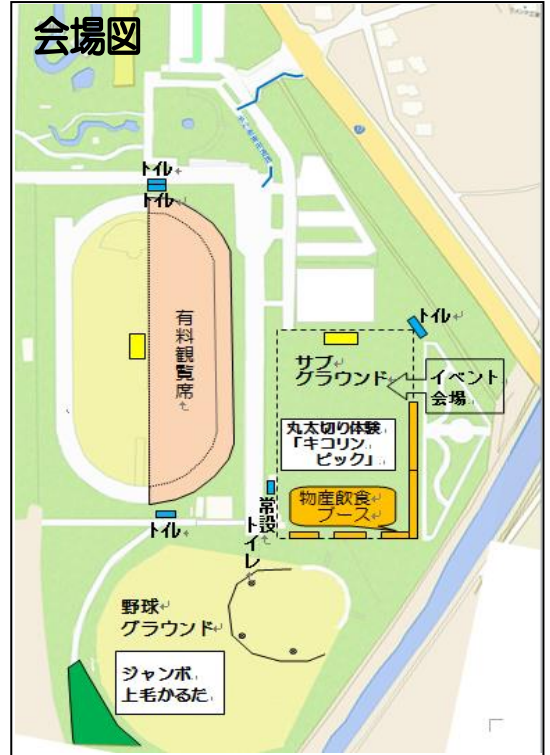 会場図
トイレ
トイレ
有料観覧席
トイレ
サブ
グラウンド
イベント
会場
丸太切り体験
「キコリン
ピック」
物産飲食
ブース
常設トイレ
トイレ
野球
グラウンド
ジャンボ
上毛かるた